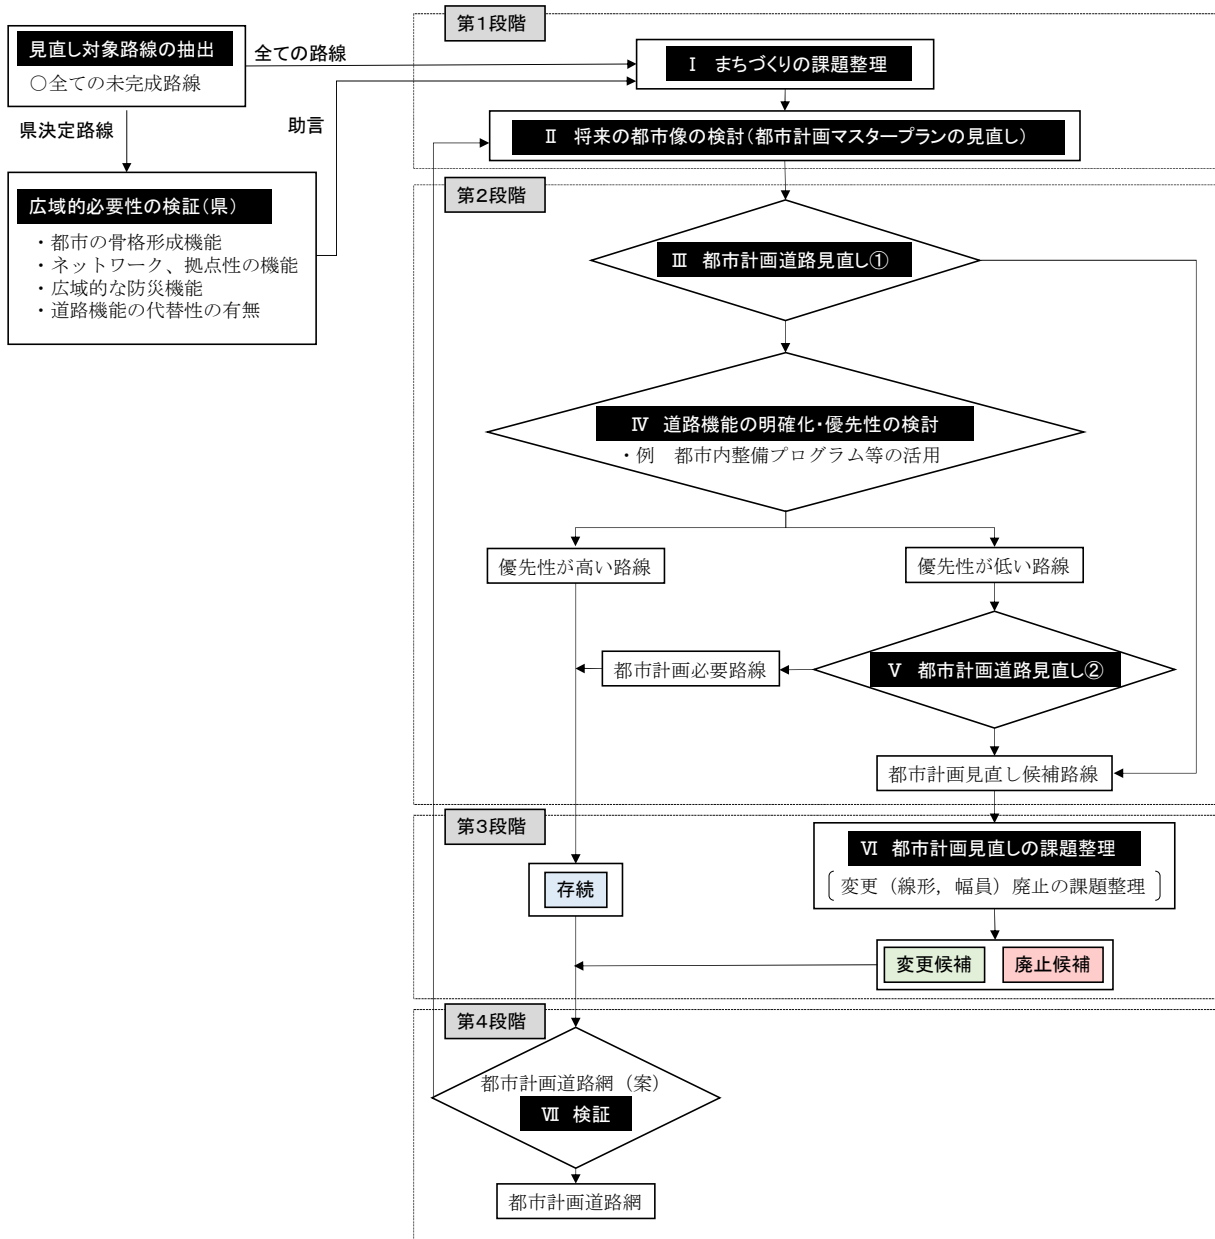 見直し対象路線の抽出
○全ての未完成路線
全ての路線
県決定路線
助言
広域的必要性の検証(県)
・都市の骨格形成機能
・ネットワーク、拠点性の機能
・広域的な防災機能
・道路機能の代替性の有無
第1段階
Ⅰ まちづくりの課題整理
Ⅱ 将来の都市像の検討(都市計画マスタープランの見直し)
第2段階
Ⅲ 都市計画道路見直し①
Ⅳ 道路機能の明確化・優先性の検討
・例 都市内整備プログラム等の活用
優先性が高い路線
優先性が低い路線
都市計画必要路線
Ⅴ 都市計画道路見直し②
都市計画見直し候補路線
第3段階
Ⅵ 都市計画見直しの課題整理
〔変更(線形,幅員)廃止の課題整理〕
存続
変更候補
廃止候補
第4段階
都市計画道路網(案)
Ⅶ 検証
都市計画道路網